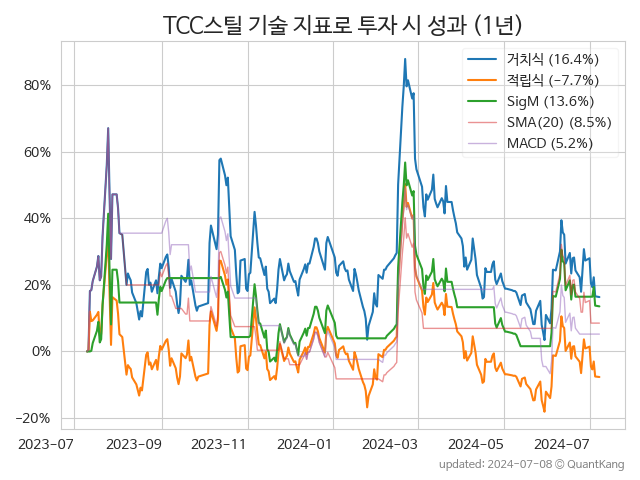 TCC스틸 기술 지표로 투자 시 성과 (1년)
거치식 (16.4%)
적립식 (−7.7%)
SigM (13.6%)
SMA(20) (8.5%)
MACD (5.2%)
80%
60%
40%
20%
0%
−20%
2023-07
2023-09
2023-11
2024-01
2024-03
2024-05
2024-07
updated: 2024-07-08 © QuantKang